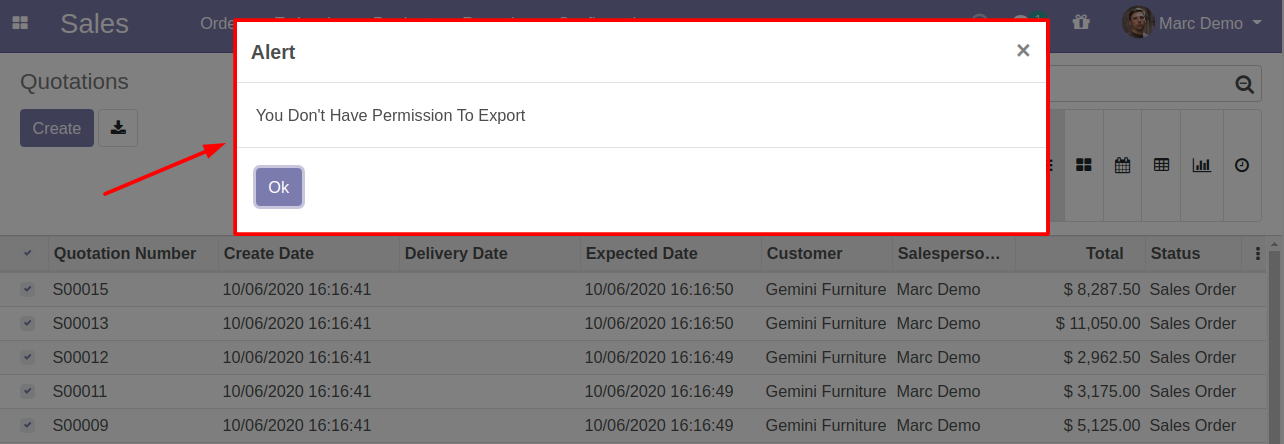 Sales
Marc Demo
Alert ×
Quotations
You Don't Have Permission To Export
Create
Ok
Quotation Number Create Date Delivery Date Expected Date Customer Salesperso... Total Status
S00015 10/06/2020 16:16:41 10/06/2020 16:16:50 Gemini Furniture Marc Demo $ 8,287.50 Sales Order
S00013 10/06/2020 16:16:41 10/06/2020 16:16:50 Gemini Furniture Marc Demo $ 11,050.00 Sales Order
S00012 10/06/2020 16:16:41 10/06/2020 16:16:49 Gemini Furniture Marc Demo $ 2,962.50 Sales Order
S00011 10/06/2020 16:16:41 10/06/2020 16:16:49 Gemini Furniture Marc Demo $ 3,175.00 Sales Order
S00009 10/06/2020 16:16:41 10/06/2020 16:16:49 Gemini Furniture Marc Demo $ 5,125.00 Sales Order